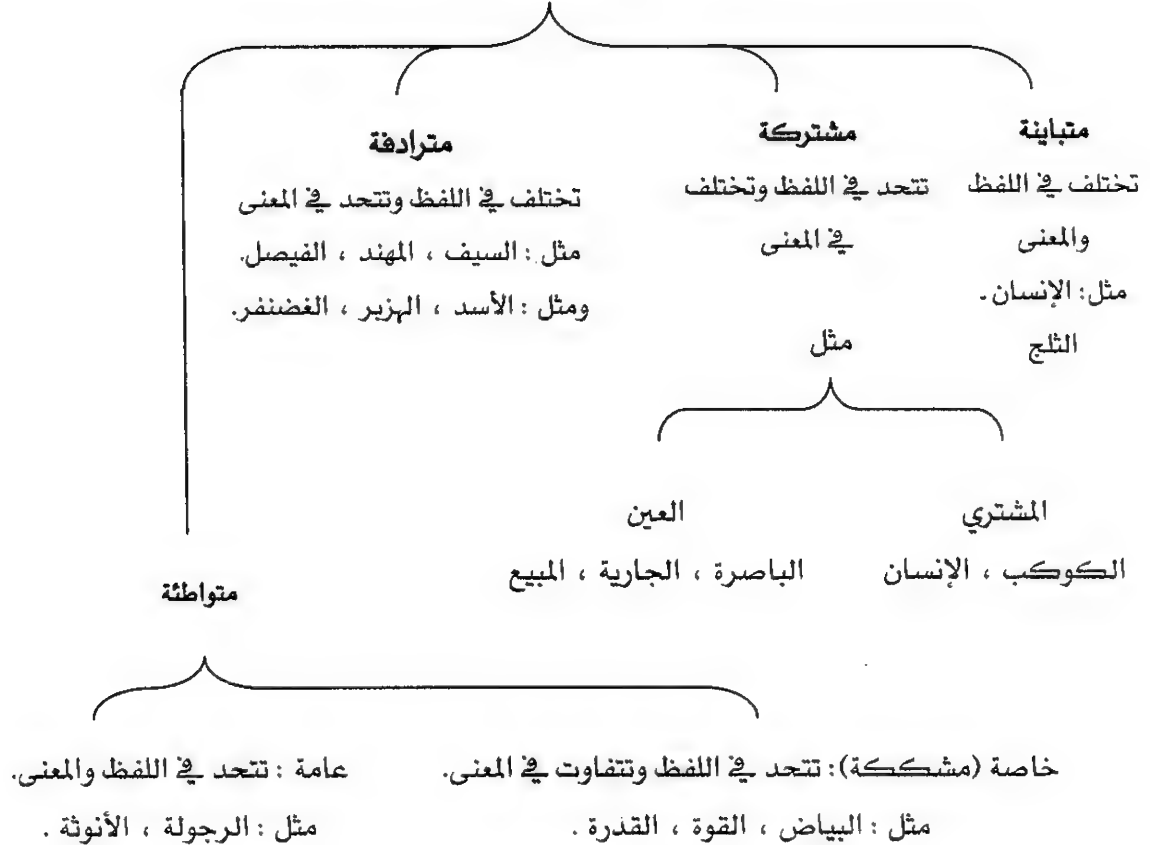 متباينة
تختلف في اللفظ
والمعنى
مثل: الإنسان.
الثلج
مشتركة
تتحد في اللفظ وتختلف
في المعنى
مثل
مترادفة
تختلف في اللفظ وتتحد في المعنى
مثل: السيف ، المهند ، الفيصل.
ومثل: الأسد ، الهزبر ، الغضنفر.
المشتري
الكوكب ، الإنسان
العين
الباصرة ، الجارية ، المبيع
متواطئة
خاصة (مشككة): تتحد في اللفظ وتتفاوت في المعنى.
مثل: البياض ، القوة ، القدرة .
عامة : تتحد في اللفظ والمعنى.
مثل: الرجولة ، الأنوثة .